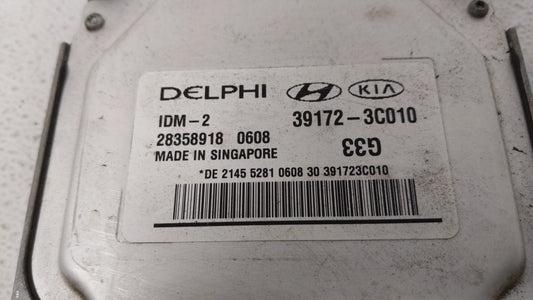 DELPHI KIA
IDM-2 39172-3C010
28358918 0608 G33
MADE IN SINGAPORE
*DE 2145 5281 0608 30 391723C010